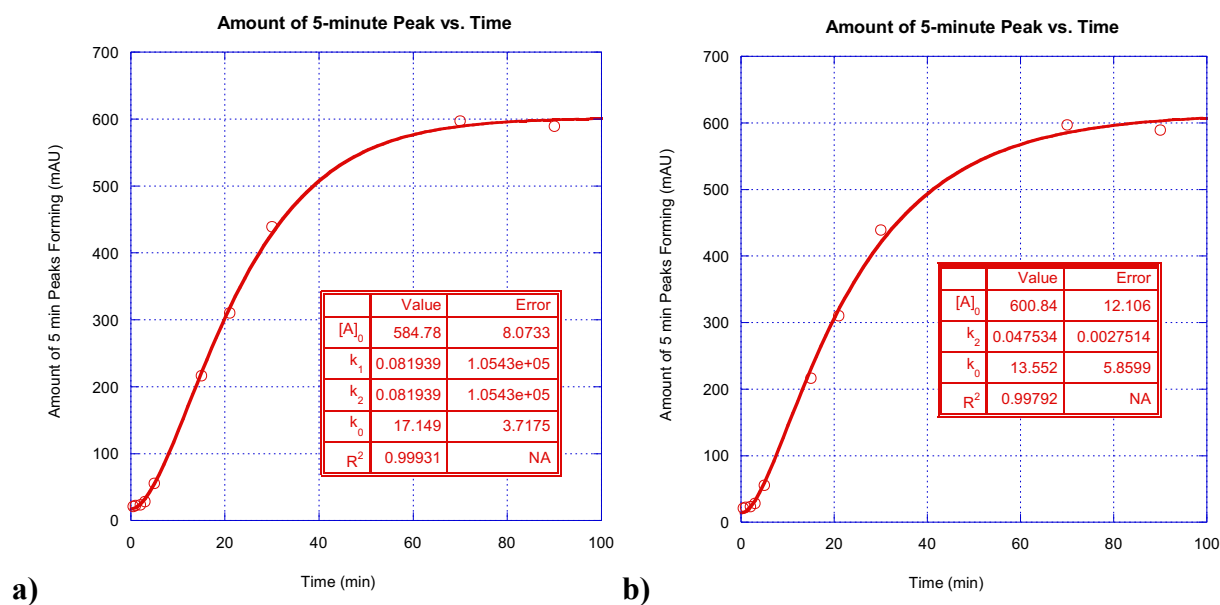 Amount of 5-minute Peak vs. Time
700
600
500
400
300
200
100
0
0 20 40 60 80 100
Amount of 5 min Peaks Forming (mAU)
Time (min)
Value Error
[A]0 584.78 8.0733
k1 0.081939 1.0543e+05
k2 0.081939 1.0543e+05
k0 17.149 3.7175
R2 0.99931 NA
a)
Amount of 5-minute Peak vs. Time
700
600
500
400
300
200
100
0
0 20 40 60 80 100
Amount of 5 min Peaks Forming (mAU)
Time (min)
Value Error
[A]0 600.84 12.106
k2 0.047534 0.0027514
k0 13.552 5.8599
R2 0.99792 NA
b)